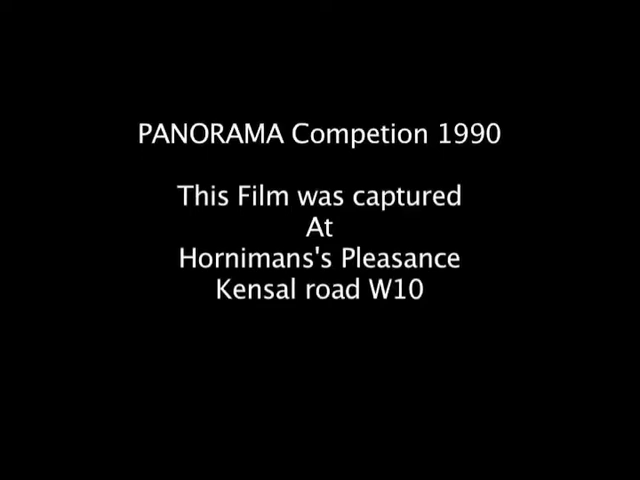 PANORAMA Competion 1990
This Film was captured
At
Hornimans's Pleasance
Kensal road W10